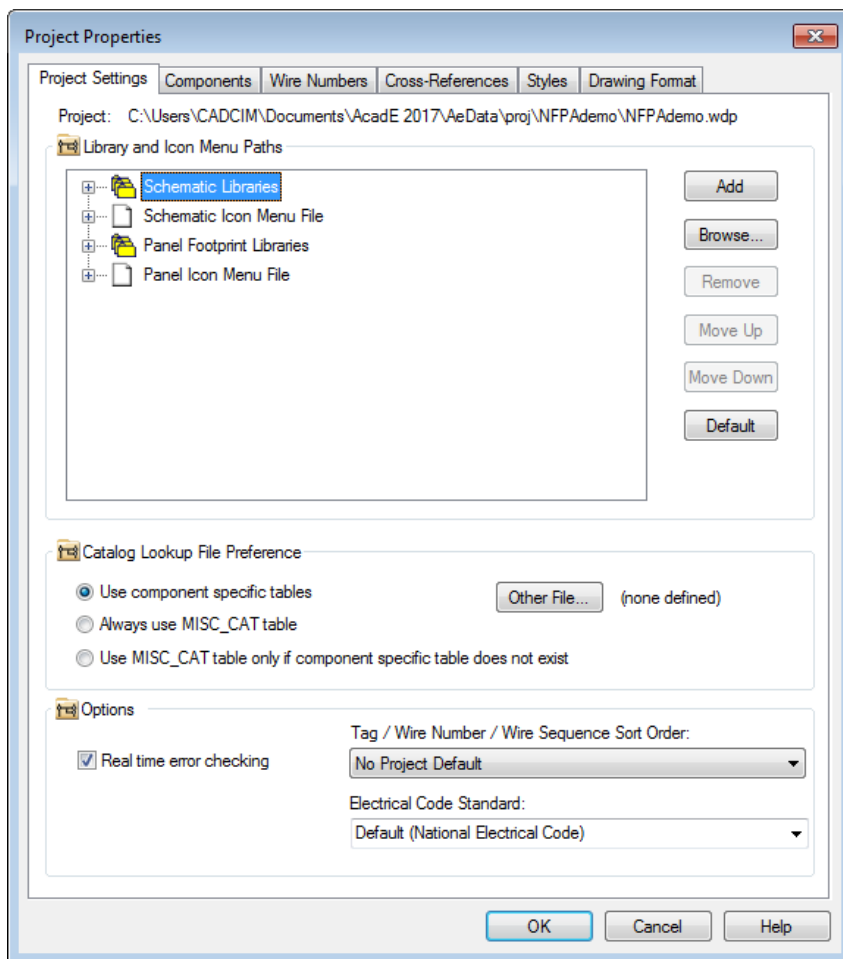 Project Properties
Project Settings Components Wire Numbers Cross-References Styles Drawing Format
Project: C:\Users\CADCIM\Documents\AcadE 2017\AeData\proj\NFPAdemo\NFPAdemo.wdp
Library and Icon Menu Paths
Schematic Libraries
Schematic Icon Menu File
Panel Footprint Libraries
Panel Icon Menu File
Add
Browse...
Remove
Move Up
Move Down
Default
Catalog Lookup File Preference
Use component specific tables
Other File... (none defined)
Always use MISC_CAT table
Use MISC_CAT table only if component specific table does not exist
Options
Real time error checking
Tag / Wire Number / Wire Sequence Sort Order:
No Project Default
Electrical Code Standard:
Default (National Electrical Code)
OK Cancel Help